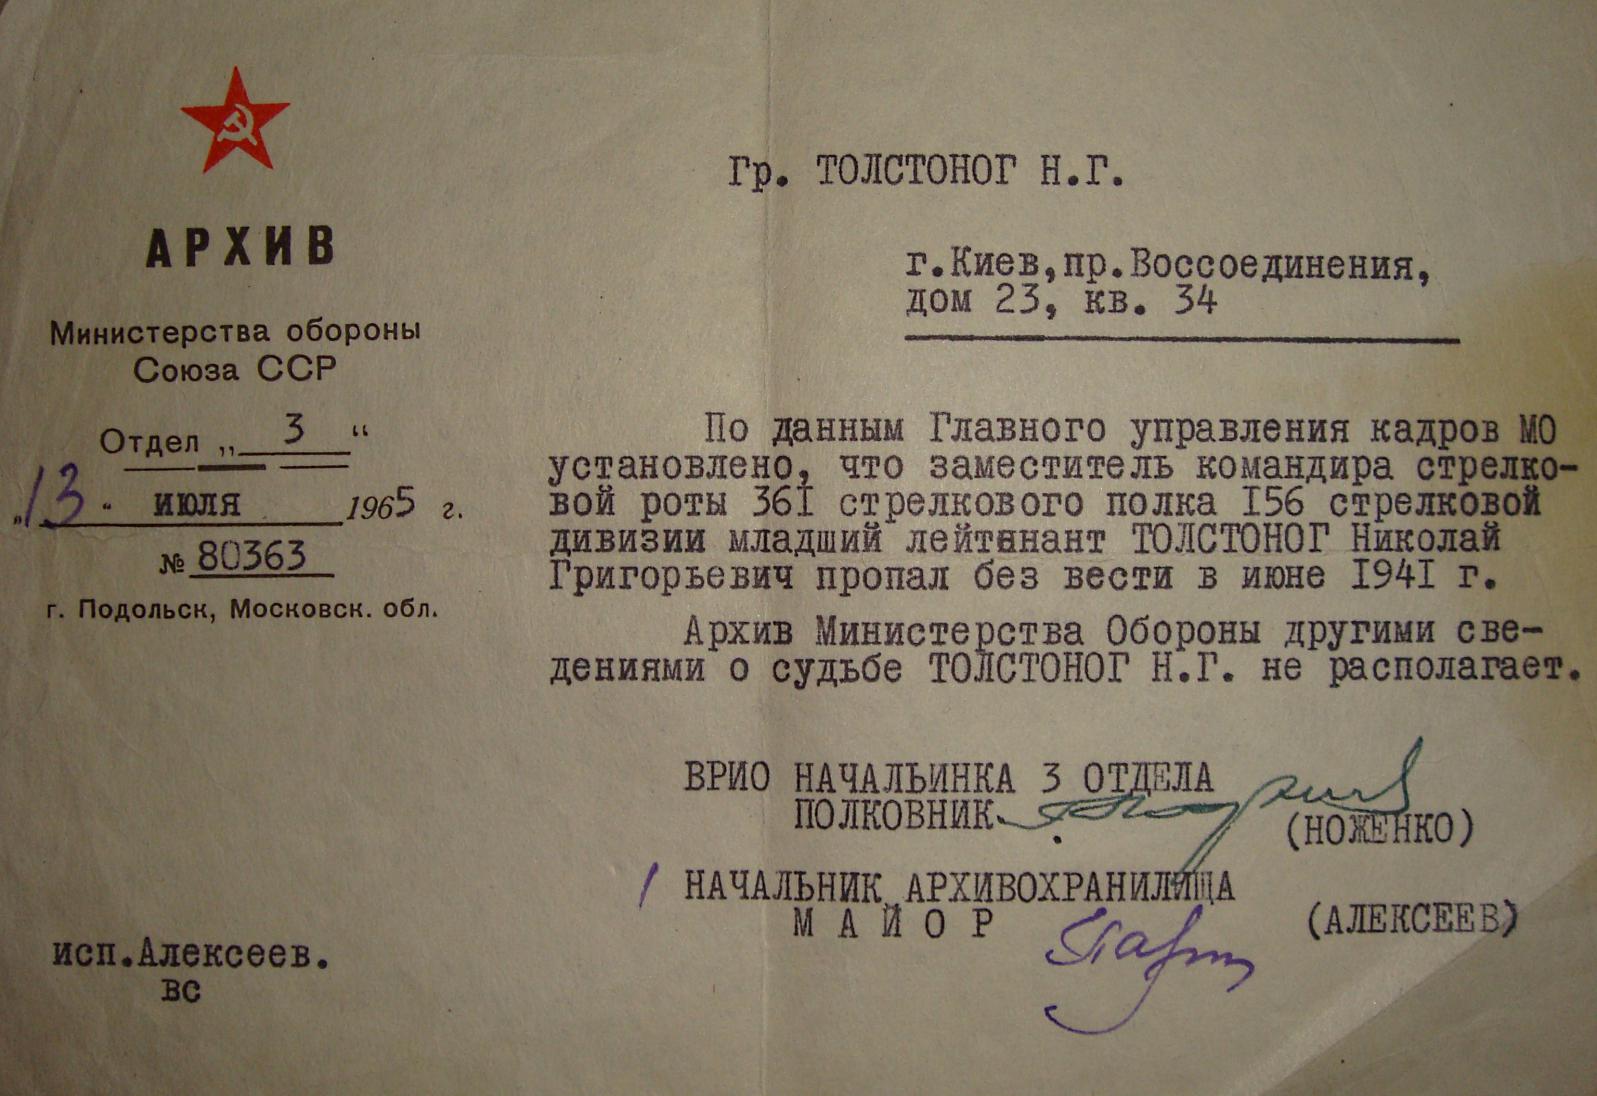 АРХИВ
Министерства обороны
Союза ССР
Отдел „ 3 “
„13 “ июля 1965 г.
№ 80363
г. Подольск, Московск. обл.
Гр. ТОЛСТОНОГ Н.Г.
г.Киев,пр.Воссоединения,
дом 23, кв. 34
По данным Главного управления кадров МО
установлено, что заместитель командира стрелко-
вой роты 361 стрелкового полка 156 стрелковой
дивизии младший лейтенант ТОЛСТОНОГ Николай
Григорьевич пропал без вести в июне 1941 г.
Архив Министерства Обороны другими све-
дениями о судьбе ТОЛСТОНОГ Н.Г. не располагает.
ВРИО НАЧАЛЬИНКА 3 ОТДЕЛА
ПОЛКОВНИК
(НОЖЕНКО)
НАЧАЛЬНИК АРХИВОХРАНИЛИЩА
М А Й О Р
(АЛЕКСЕЕВ)
исп.Алексеев.
вс